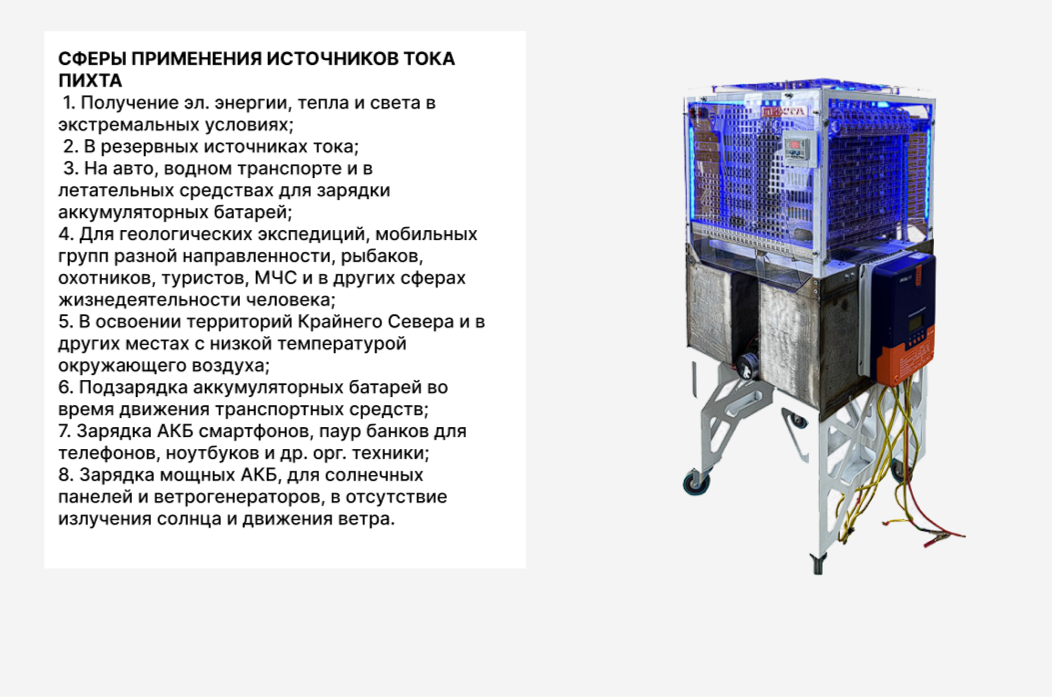 СФЕРЫ ПРИМЕНЕНИЯ ИСТОЧНИКОВ ТОКА
ПИХТА
1. Получение эл. энергии, тепла и света в
экстремальных условиях;
2. В резервных источниках тока;
3. На авто, водном транспорте и в
летательных средствах для зарядки
аккумуляторных батарей;
4. Для геологических экспедиций, мобильных
групп разной направленности, рыбаков,
охотников, туристов, МЧС и в других сферах
жизнедеятельности человека;
5. В освоении территорий Крайнего Севера и в
других местах с низкой температурой
окружающего воздуха;
6. Подзарядка аккумуляторных батарей во
время движения транспортных средств;
7. Зарядка АКБ смартфонов, паур банков для
телефонов, ноутбуков и др. орг. техники;
8. Зарядка мощных АКБ, для солнечных
панелей и ветрогенераторов, в отсутствие
излучения солнца и движения ветра.
ПИХТА